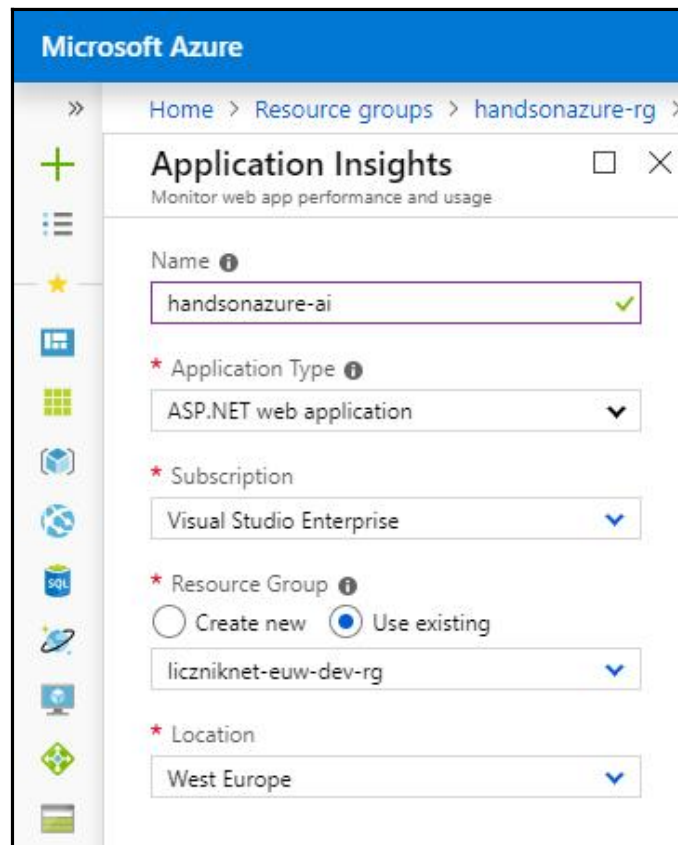 Microsoft Azure
» Home > Resource groups > handsonazure-rg >
Application Insights
Monitor web app performance and usage
Name
handsonazure-ai
* Application Type
ASP.NET web application
* Subscription
Visual Studio Enterprise
* Resource Group
Create new Use existing
liczniknet-euw-dev-rg
* Location
West Europe
SQL